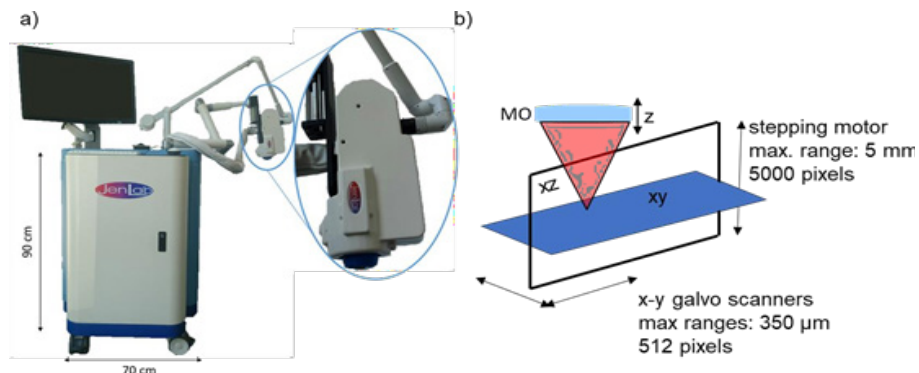 a)
JenLab
90 cm
70 cm
b)
MO
z
xz
xy
stepping motor
max. range: 5 mm
5000 pixels
x-y galvo scanners
max ranges: 350 µm
512 pixels